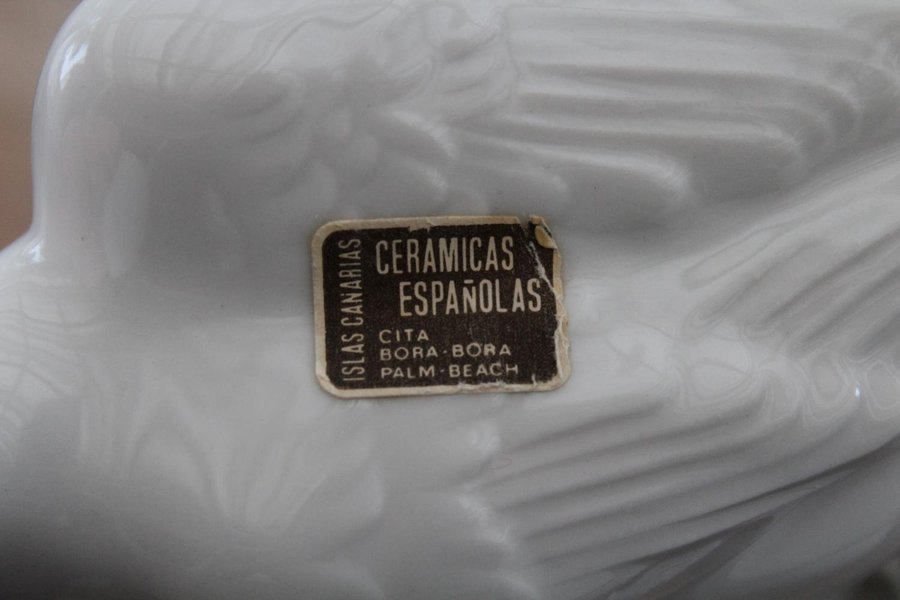 ISLAS CANARIAS
CERAMICAS
ESPAÑOLAS
CITA
BORA-BORA
PALM-BEACH